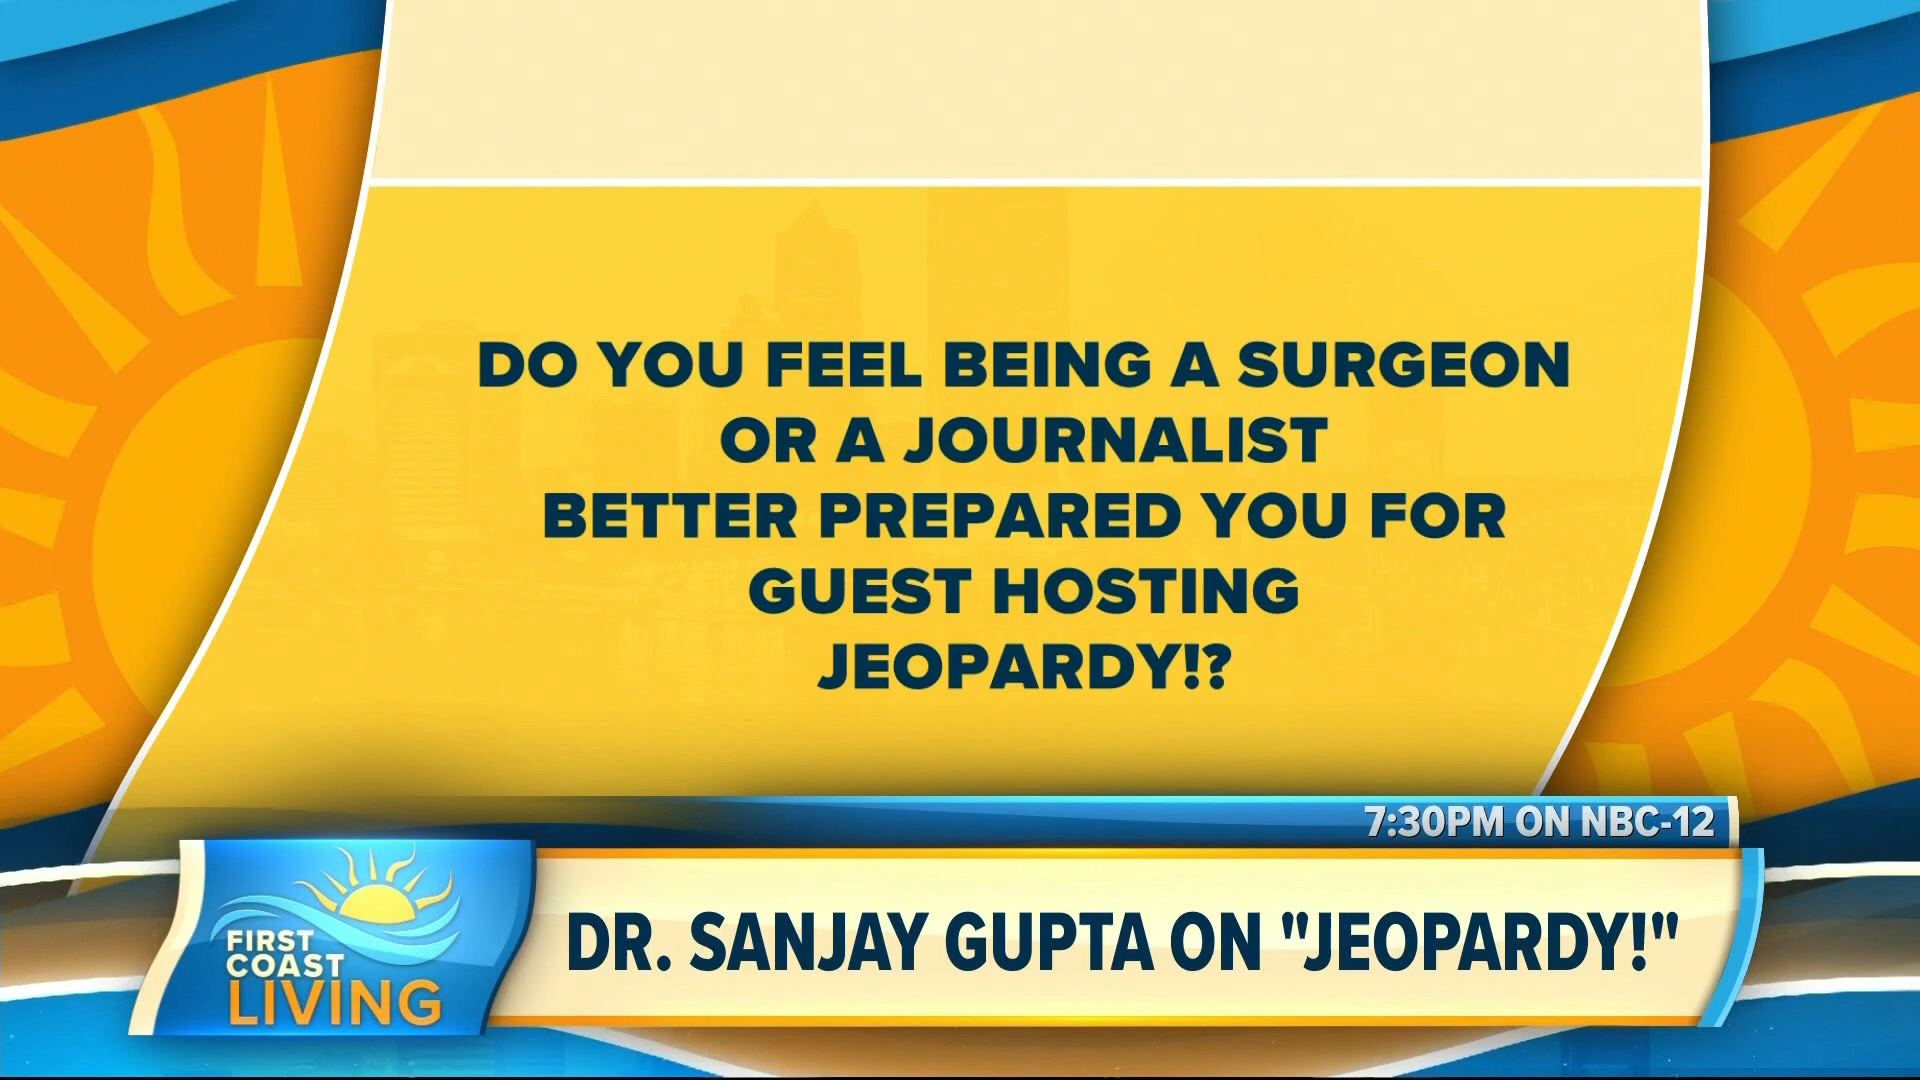 DO YOU FEEL BEING A SURGEON
OR A JOURNALIST
BETTER PREPARED YOU FOR
GUEST HOSTING
JEOPARDY!?
7:30PM ON NBC-12
FIRST
COAST
LIVING
DR. SANJAY GUPTA ON "JEOPARDY!"